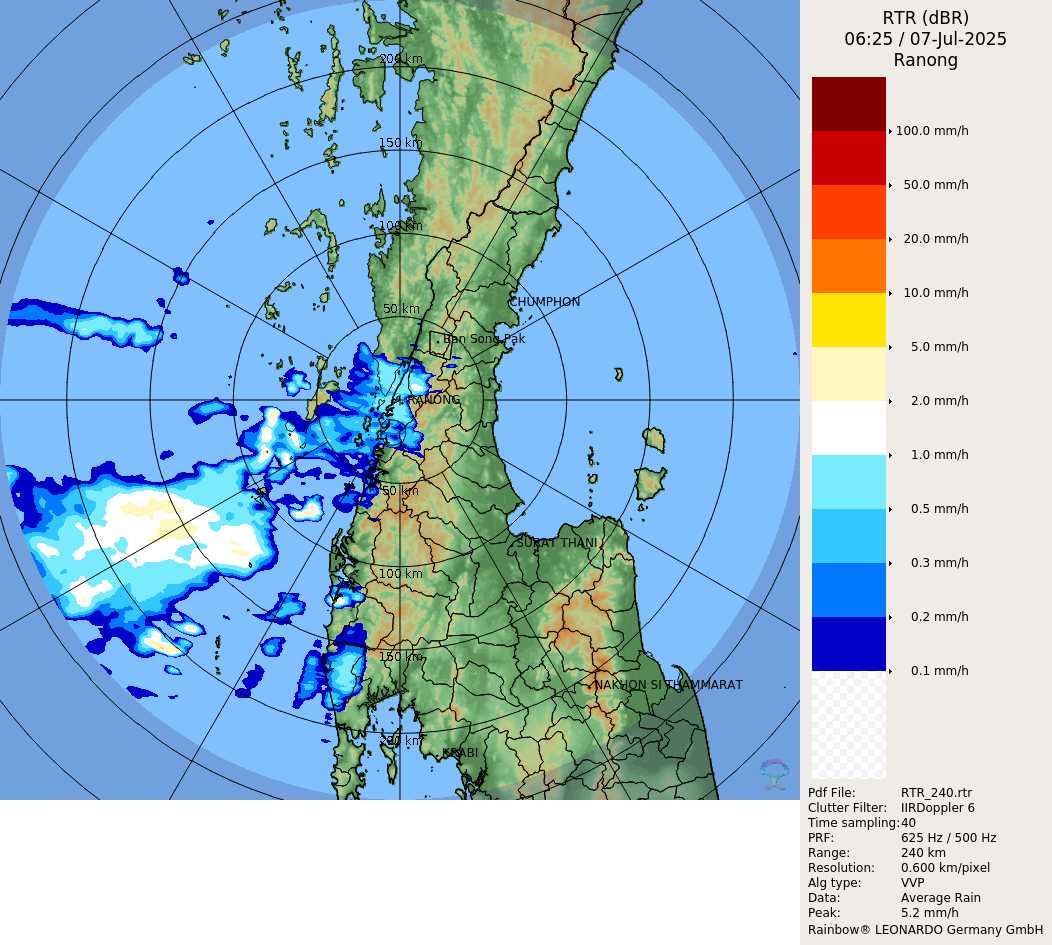 RTR (dBR)
06:25 / 07-Jul-2025
Ranong
100.0 mm/h
50.0 mm/h
20.0 mm/h
10.0 mm/h
5.0 mm/h
2.0 mm/h
1.0 mm/h
0.5 mm/h
0.3 mm/h
0.2 mm/h
0.1 mm/h
Pdf File: RTR_240.rtr
Clutter Filter: IIRDoppler 6
Time sampling: 40
PRF: 625 Hz / 500 Hz
Range: 240 km
Resolution: 0.600 km/pixel
Alg type: VVP
Data: Average Rain
Peak: 5.2 mm/h
Rainbow® LEONARDO Germany GmbH
200 km
150 km
100 km
50 km
CHUMPHON
Ban Song Pak
RANONG
50 km
SURAT THANI
100 km
150 km
NAKHON SI THAMMARAT
200 km
KRABI